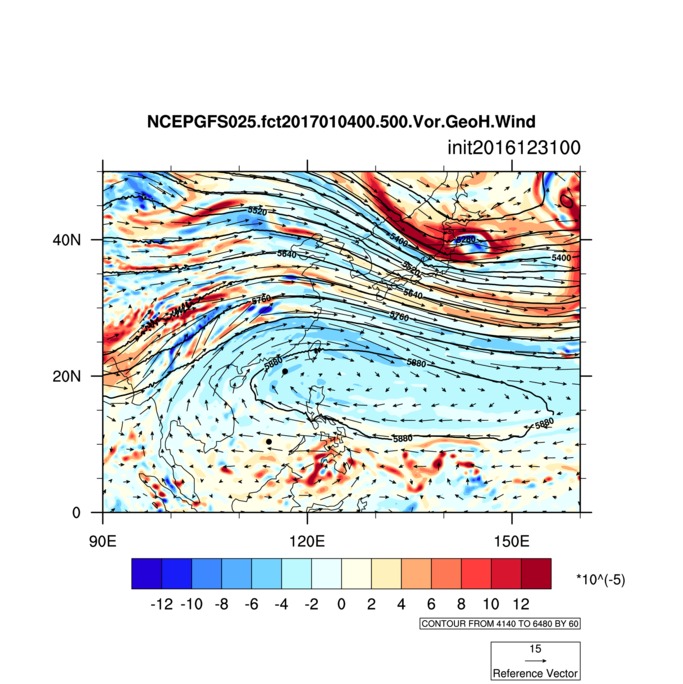 NCEPGFS025.fct2017010400.500.Vor.GeoH.Wind
init2016123100
5520
5400
5280
40N
5640
5520
5400
5760
5640
5760
5880
5880
20N
5880
5880
0
90E 120E 150E
-12 -10 -8 -6 -4 -2 0 2 4 6 8 10 12
*10^(-5)
CONTOUR FROM 4140 TO 6480 BY 60
15
Reference Vector